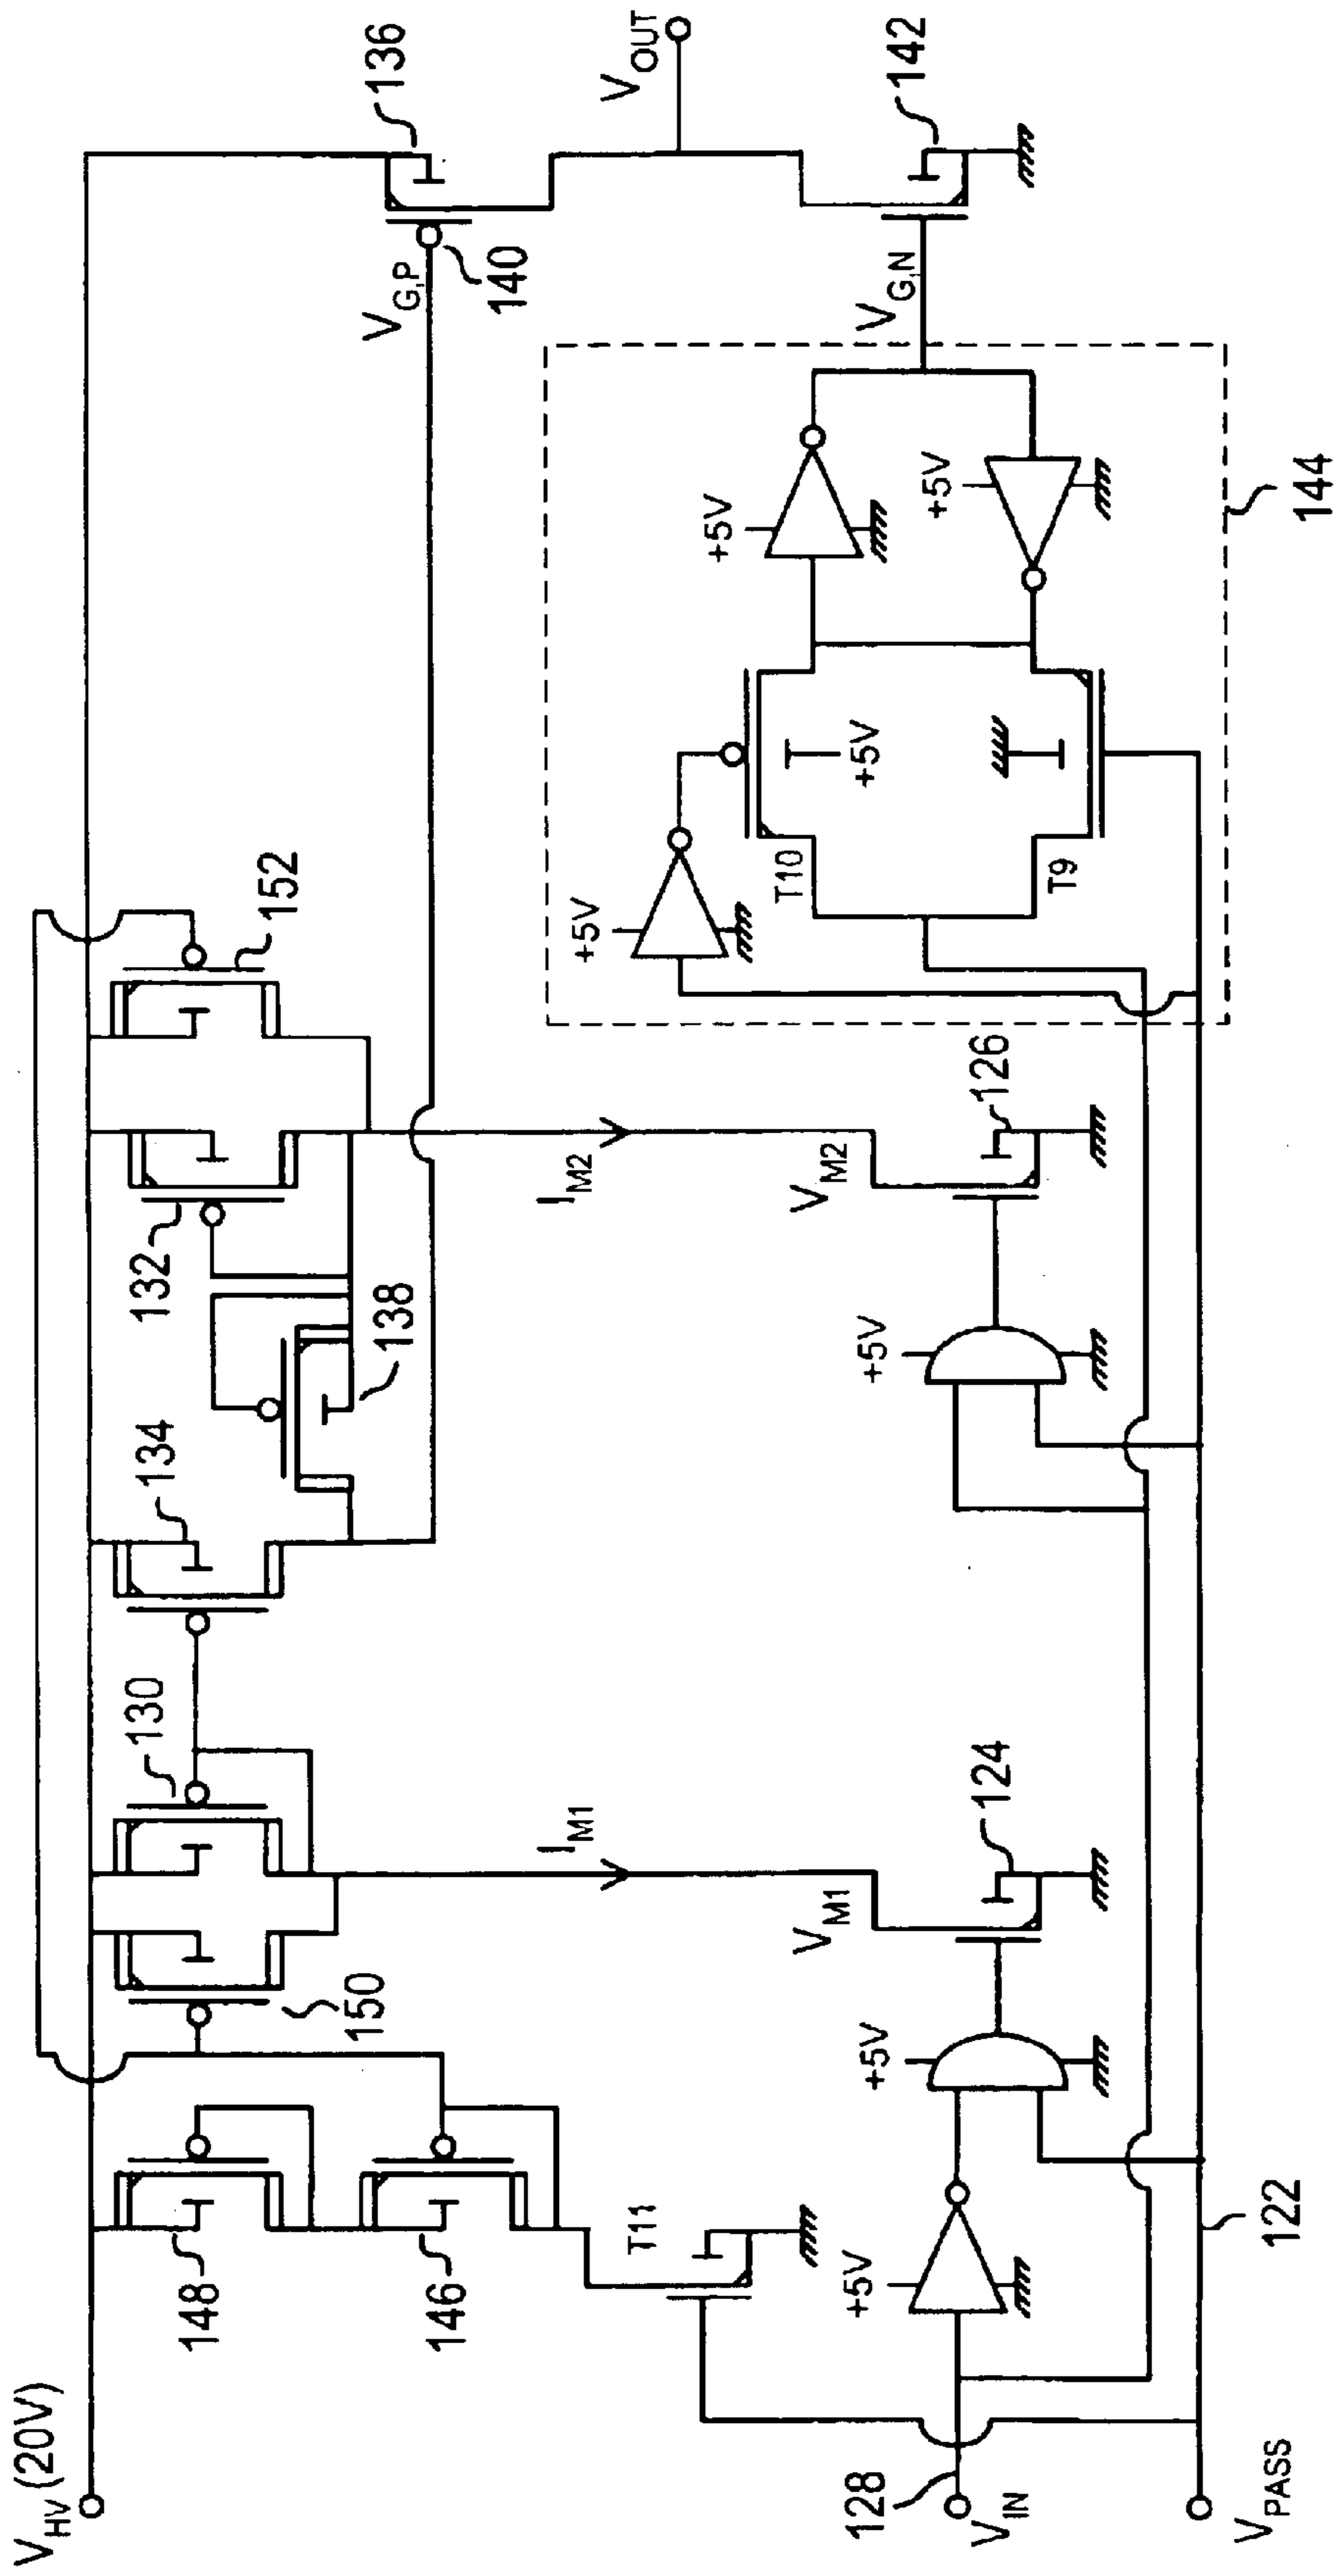 V_HV (20V)
148
146
150
130
134
132
138
152
136
V_G,P
140
V_OUT
142
V_G,N
I_M1
I_M2
T11
V_M1
124
V_M2
126
+5V
+5V
+5V
+5V
+5V
+5V
+5V
T10
T9
144
128
V_IN
122
V_PASS